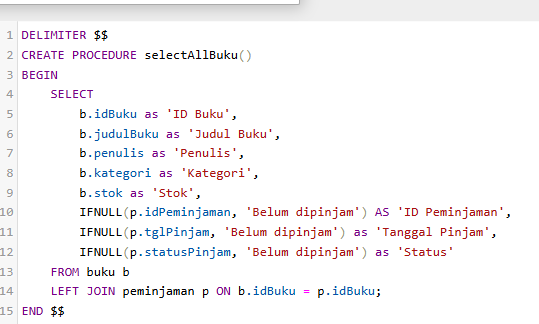 1 DELIMITER $$
2 CREATE PROCEDURE selectAllBuku()
3 BEGIN
4     SELECT
5         b.idBuku as 'ID Buku',
6         b.judulBuku as 'Judul Buku',
7         b.penulis as 'Penulis',
8         b.kategori as 'Kategori',
9         b.stok as 'Stok',
10         IFNULL(p.idPeminjaman, 'Belum dipinjam') AS 'ID Peminjaman',
11         IFNULL(p.tglPinjam, 'Belum dipinjam') as 'Tanggal Pinjam',
12         IFNULL(p.statusPinjam, 'Belum dipinjam') as 'Status'
13     FROM buku b
14     LEFT JOIN peminjaman p ON b.idBuku = p.idBuku;
15 END $$